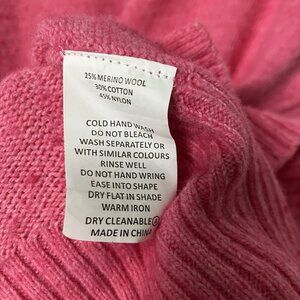 25% MERINO WOOL
30% COTTON
45% NYLON
COLD HAND WASH
DO NOT BLEACH
WASH SEPARATELY OR
WITH SIMILAR COLOURS
RINSE WELL
DO NOT HAND WRING
EASE INTO SHAPE
DRY FLAT IN SHADE
WARM IRON
DRY CLEANABLE Ⓐ
MADE IN CHINA